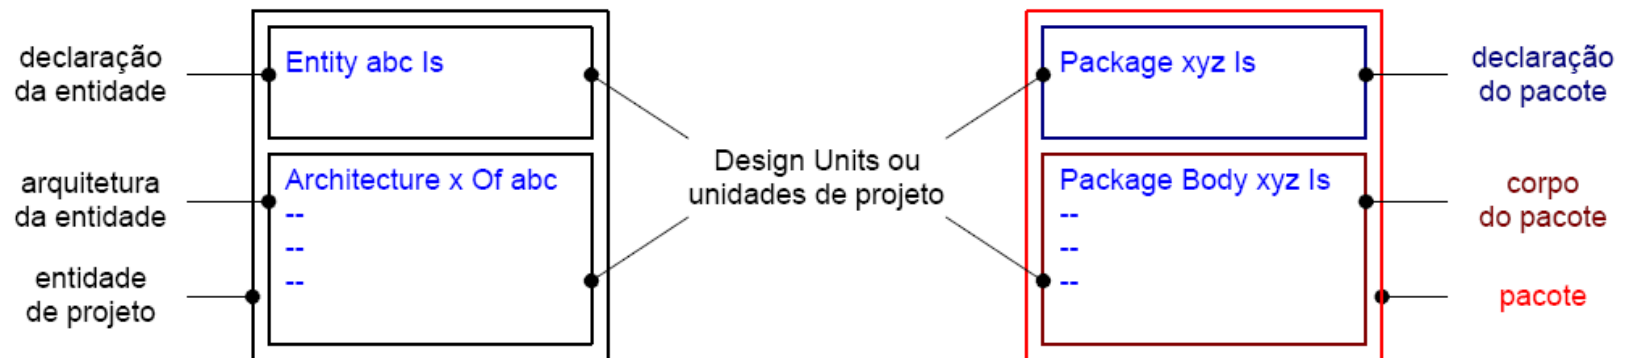 declaração
da entidade
arquitetura
da entidade
entidade
de projeto
Entity abc Is
Architecture x Of abc
--
--
--
Design Units ou
unidades de projeto
Package xyz Is
Package Body xyz Is
--
--
--
declaração
do pacote
corpo
do pacote
pacote